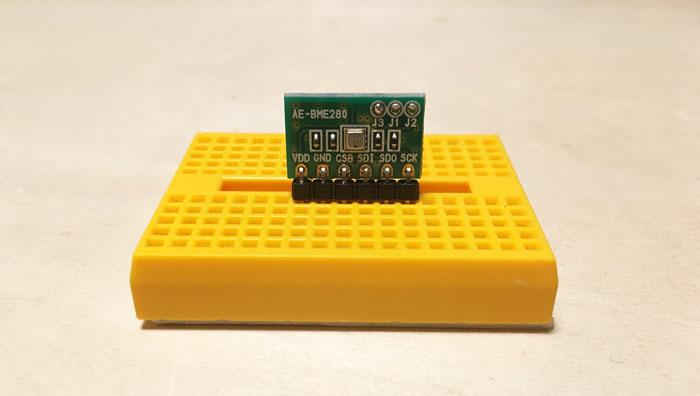 AE-BME280
J3 J1 J2
VDD GND CSB SDI SDO SCK